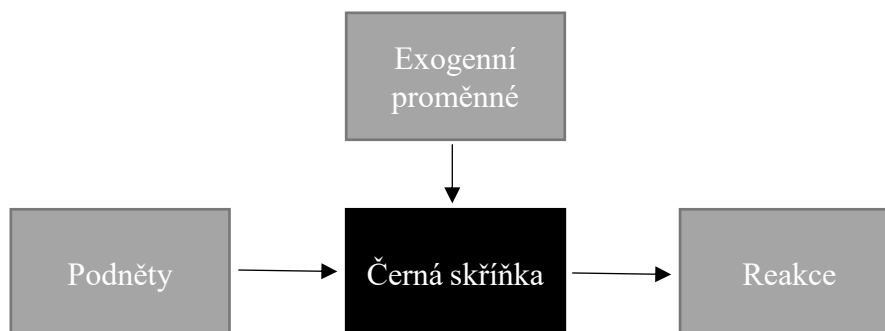 Exogenní
proměnné
Podněty
Černá skříňka
Reakce